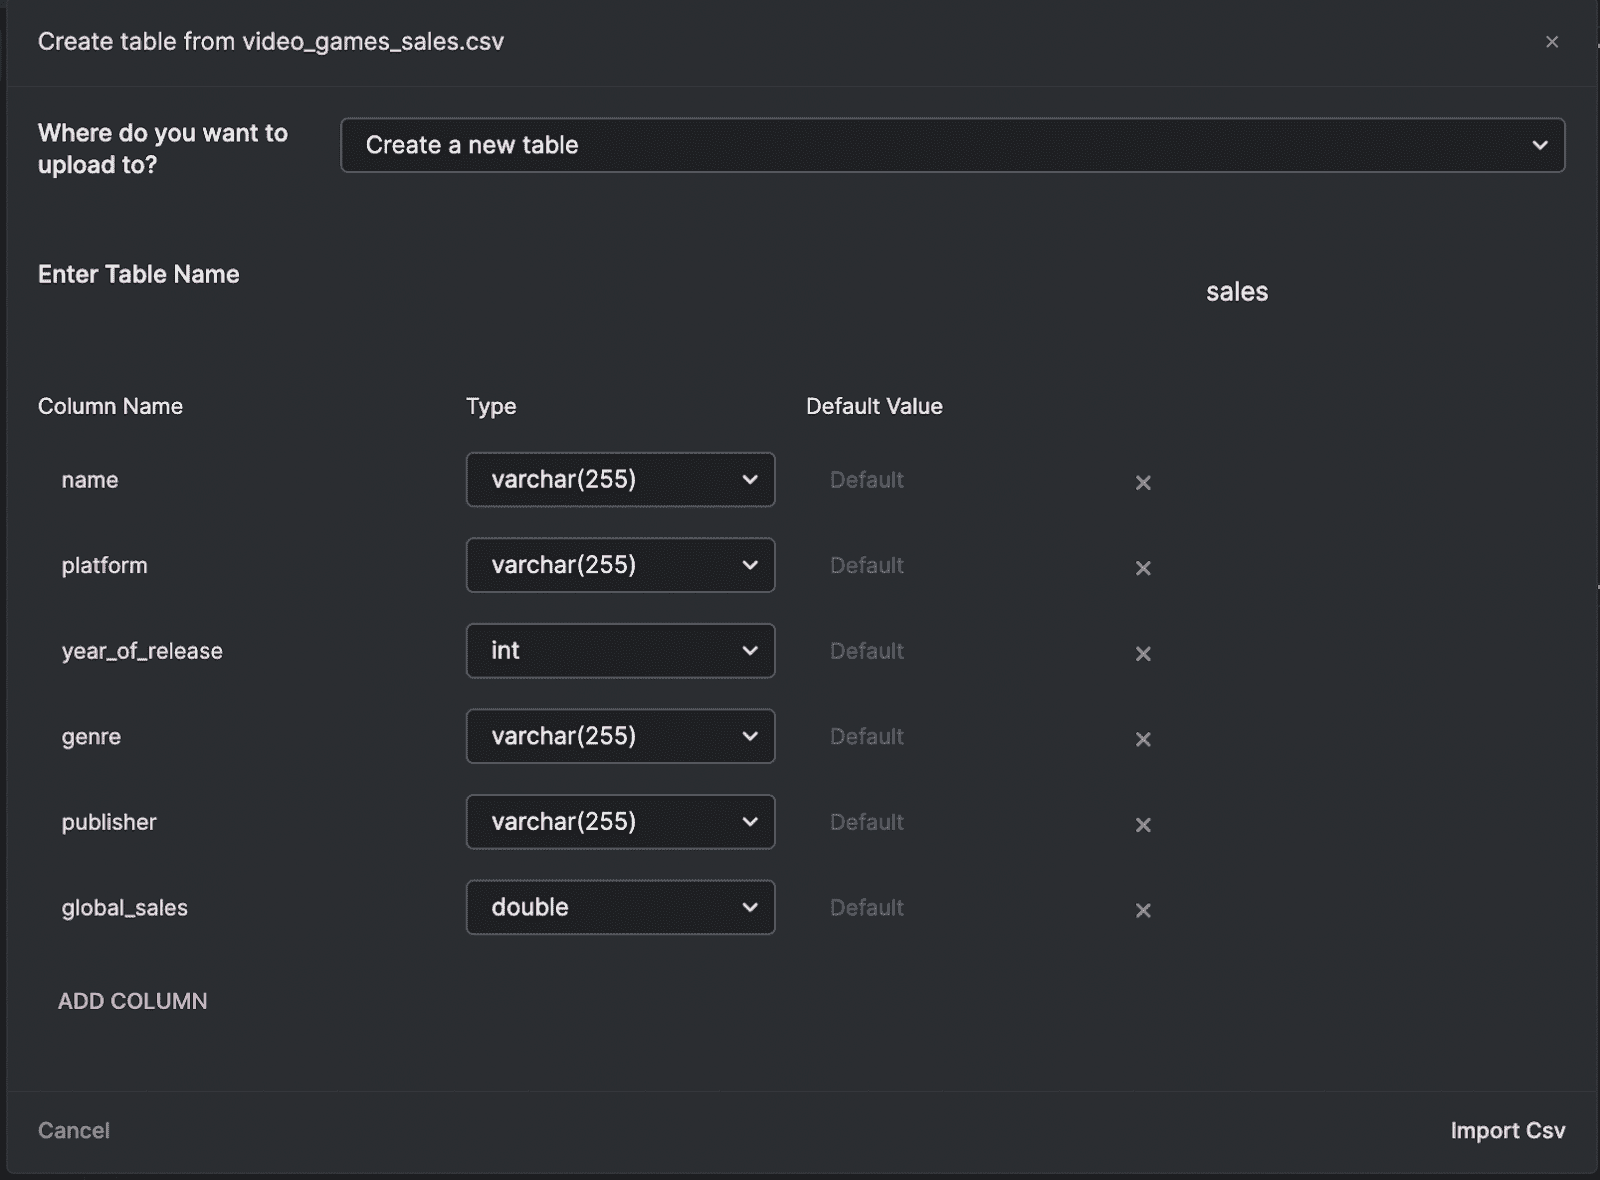 Create table from video_games_sales.csv
Where do you want to
upload to?
Create a new table
Enter Table Name
sales
Column Name Type Default Value
name varchar(255) Default
platform varchar(255) Default
year_of_release int Default
genre varchar(255) Default
publisher varchar(255) Default
global_sales double Default
ADD COLUMN
Cancel Import Csv